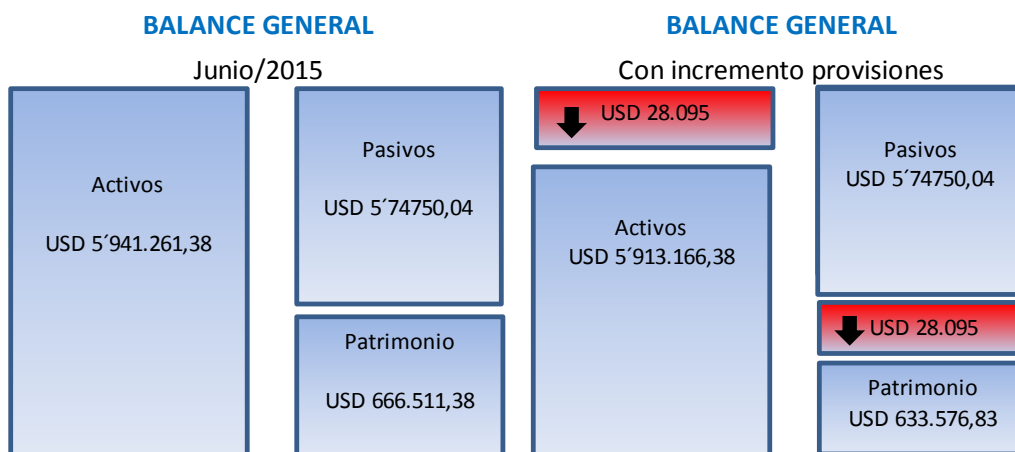 BALANCE GENERAL
Junio/2015
Activos
USD 5´941.261,38
Pasivos
USD 5´74750,04
Patrimonio
USD 666.511,38
BALANCE GENERAL
Con incremento provisiones
USD 28.095
Activos
USD 5´913.166,38
Pasivos
USD 5´74750,04
USD 28.095
Patrimonio
USD 633.576,83